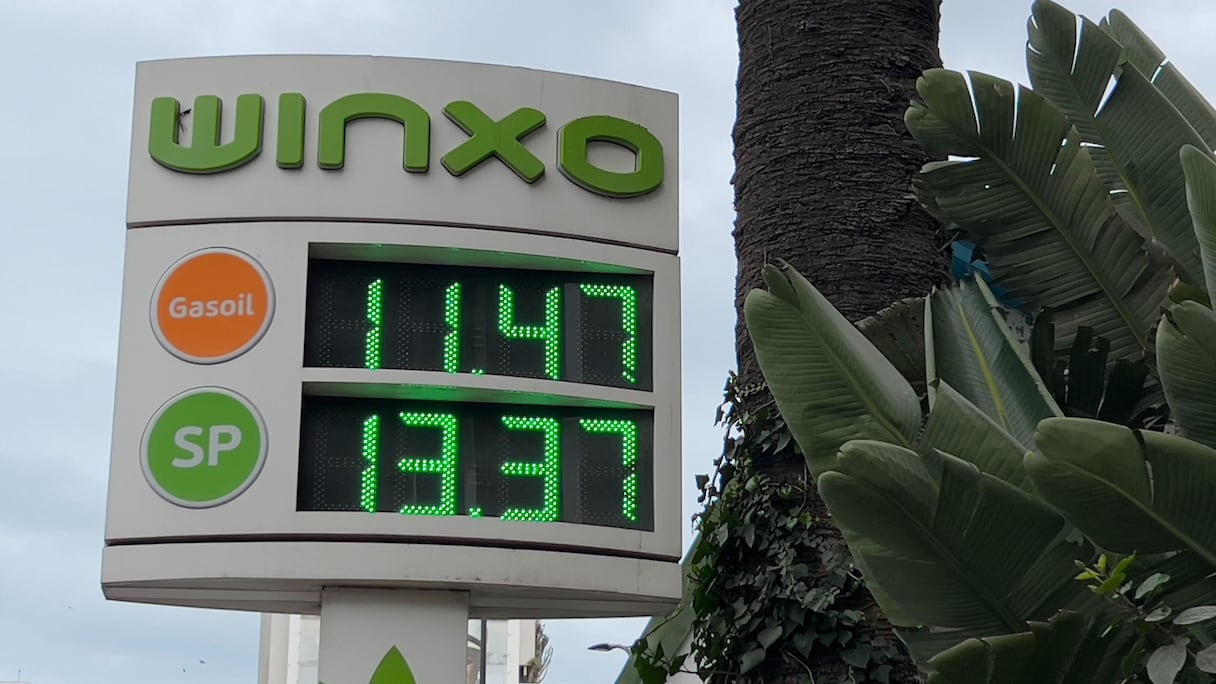 WINXO
Gasoil
11.47
SP
13.37